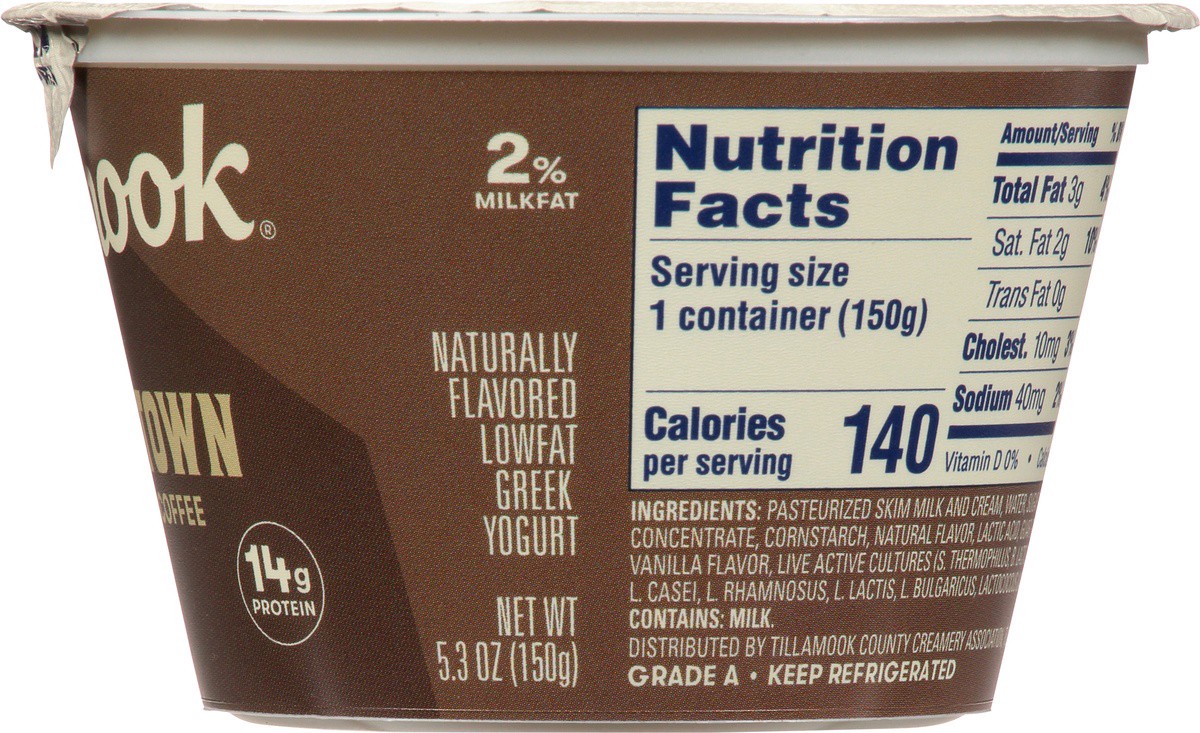 ook®
OWN
COFFEE
14g
PROTEIN
2%
MILKFAT
NATURALLY
FLAVORED
LOWFAT
GREEK
YOGURT
NET WT
5.3 OZ (150g)
Nutrition
Facts
Serving size
1 container (150g)
Calories
per serving
140
Amount/Serving
Total Fat 3g
Sat. Fat 2g
Trans Fat 0g
Cholest. 10mg
Sodium 40mg
Vitamin D 0% •
INGREDIENTS: PASTEURIZED SKIM MILK AND CREAM, WATER,
CONCENTRATE, CORNSTARCH, NATURAL FLAVOR, LACTIC ACID,
VANILLA FLAVOR, LIVE ACTIVE CULTURES (S. THERMOPHILUS,
L. CASEI, L. RHAMNOSUS, L. LACTIS, L. BULGARICUS,
CONTAINS: MILK.
DISTRIBUTED BY TILLAMOOK COUNTY CREAMERY ASSOCIATION
GRADE A • KEEP REFRIGERATED